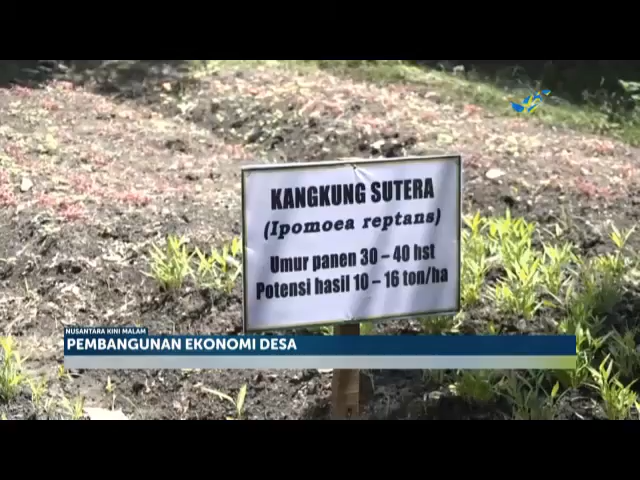 KANGKUNG SUTERA
(Ipomoea reptans)
Umur panen 30 – 40 hst
Potensi hasil 10 – 16 ton/ha
NUSANTARA KINI MALAM
PEMBANGUNAN EKONOMI DESA